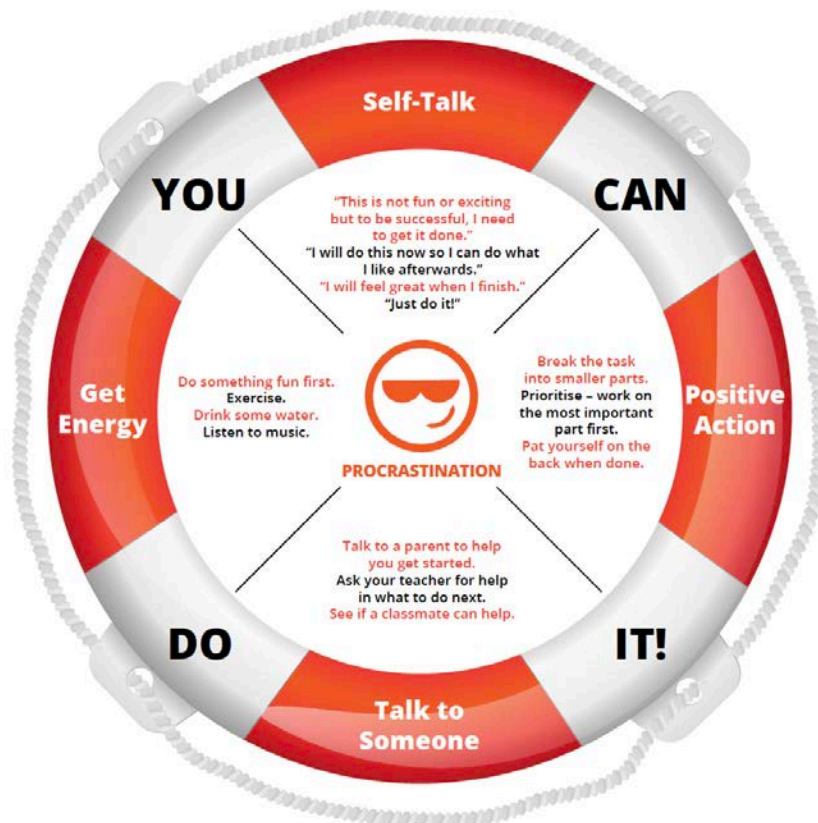 Self-Talk
YOU
CAN
“This is not fun or exciting
but to be successful, I need
to get it done.”
“I will do this now so I can do what
I like afterwards.”
“I will feel great when I finish.”
“Just do it!”
Get
Energy
Do something fun first.
Exercise.
Drink some water.
Listen to music.
PROCRASTINATION
Break the task
into smaller parts.
Prioritise – work on
the most important
part first.
Pat yourself on the
back when done.
Positive
Action
Talk to a parent to help
you get started.
Ask your teacher for help
in what to do next.
See if a classmate can help.
DO
IT!
Talk to
Someone